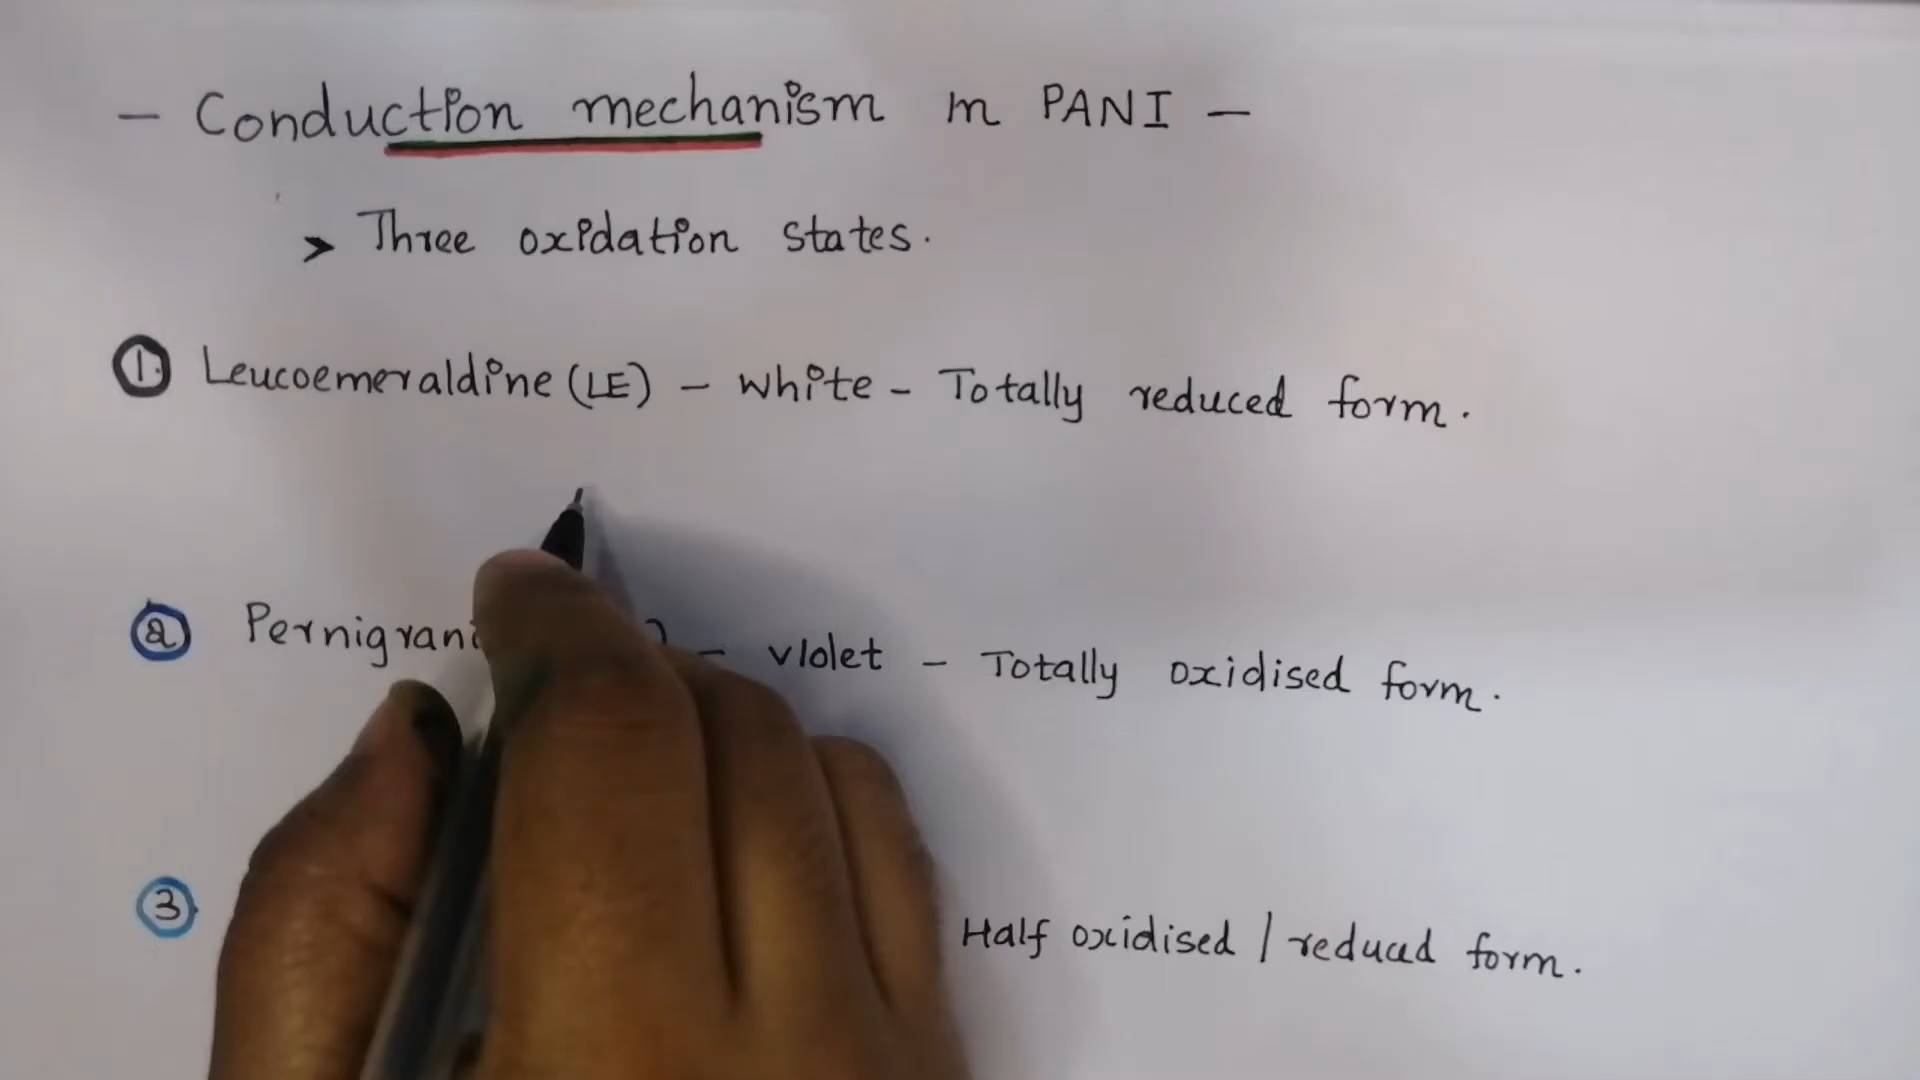 - Conduction mechanism in PANI -
> Three oxidation states.
1. Leucoemeraldine (LE) - White - Totally reduced form.
2 ) - violet - Totally oxidised form.
3 Half oxidised / reduced form.